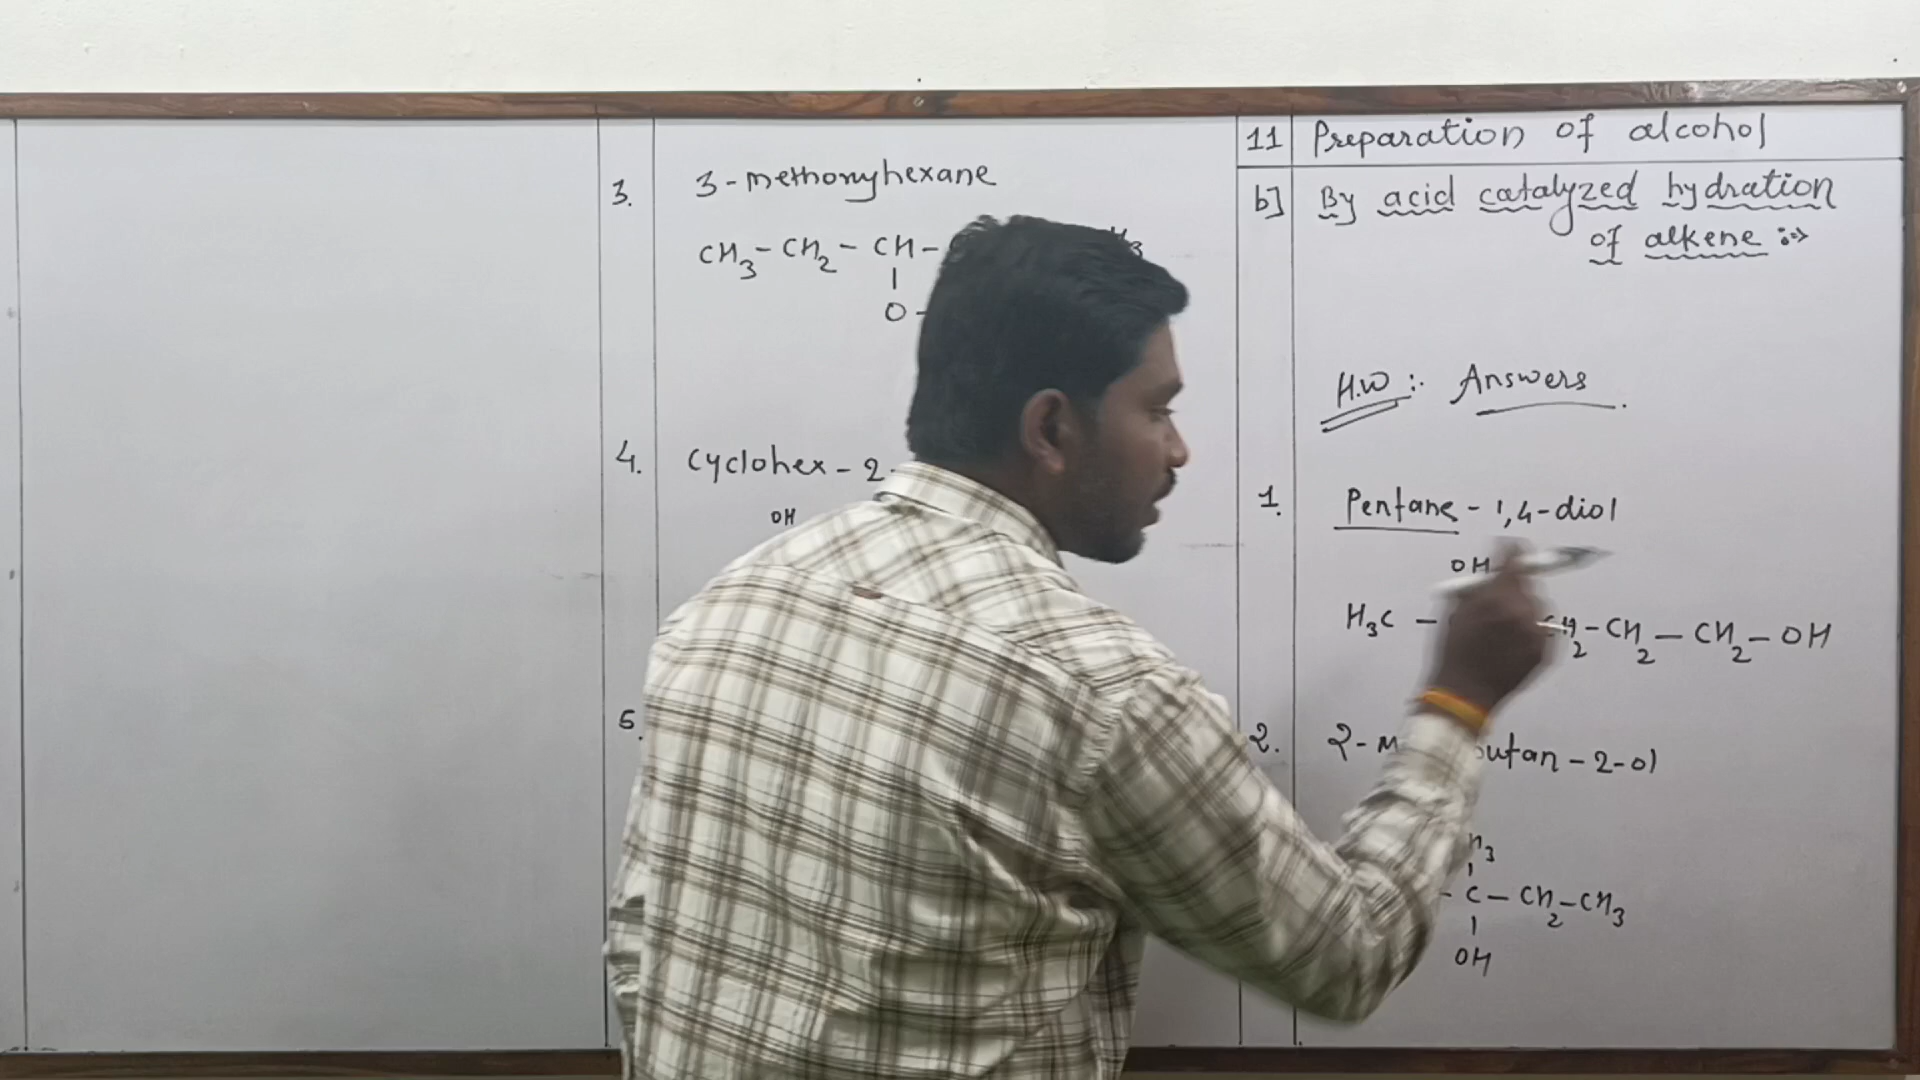 3. 3-methoxyhexane
CH3 - CH2 - CH -
O -
4. Cyclohex - 2
OH
5.
11 Preparation of alcohol
b] By acid catalyzed hydration
of alkene :->
H.W :. Answers.
1. Pentane - 1,4-diol
OH
H3C - CH2 - CH2 - CH2 - OH
2. 2- butan - 2-ol
- C - CH2 - CH3
OH